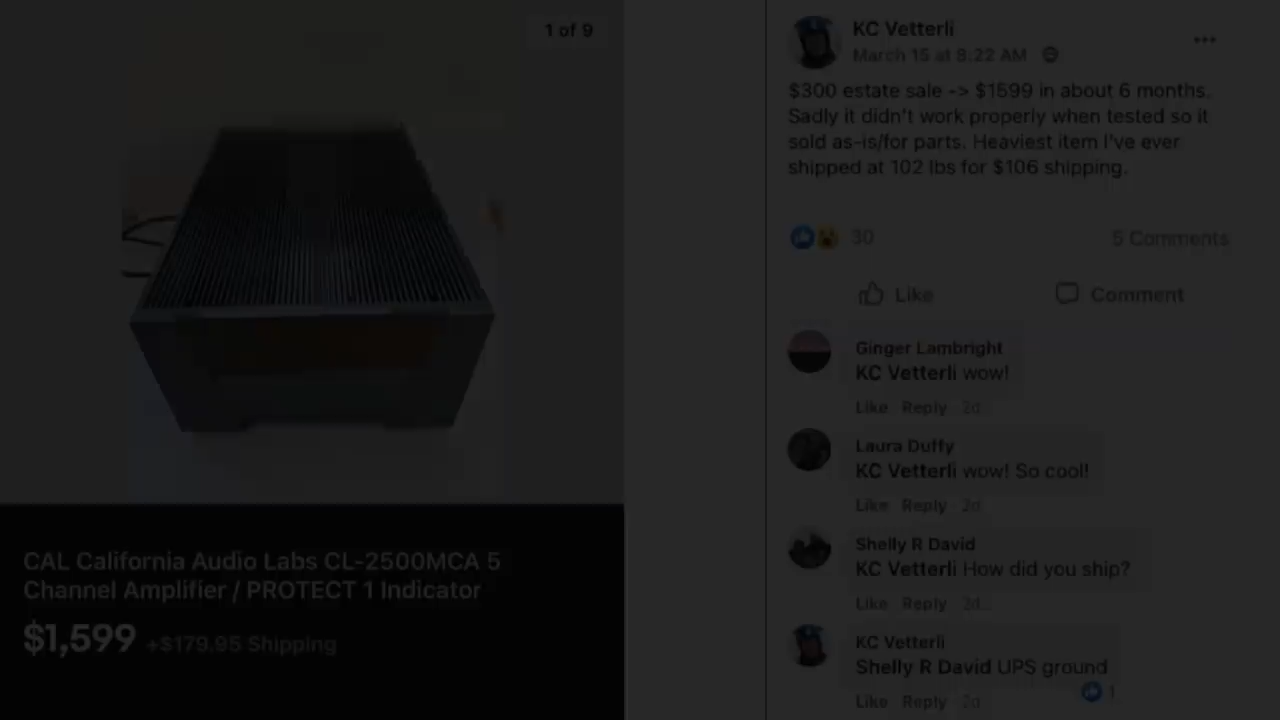 1 of 9
CAL California Audio Labs CL-2500MCA 5
Channel Amplifier / PROTECT 1 Indicator
$1,599 +$179.95 Shipping
KC Vetterli
March 15 at 8:22 AM
$300 estate sale -> $1599 in about 6 months.
Sadly it didn't work properly when tested so it
sold as-is/for parts. Heaviest item I've ever
shipped at 102 lbs for $106 shipping.
30 5 Comments
Like Comment
Ginger Lambright
KC Vetterli wow!
Like Reply 2d
Laura Duffy
KC Vetterli wow! So cool!
Like Reply 2d
Shelly R David
KC Vetterli How did you ship?
Like Reply 2d
KC Vetterli
Shelly R David UPS ground
1
Like Reply 2d